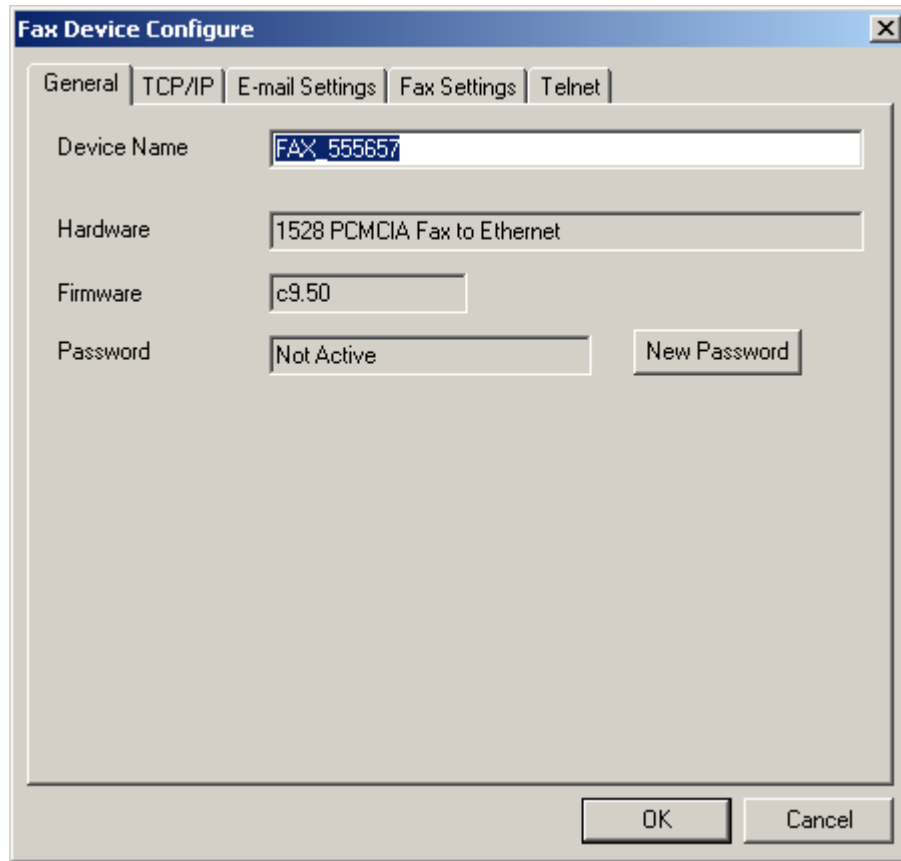 Fax Device Configure
General TCP/IP E-mail Settings Fax Settings Telnet
Device Name FAX_555657
Hardware 1528 PCMCIA Fax to Ethernet
Firmware c9.50
Password Not Active New Password
OK Cancel